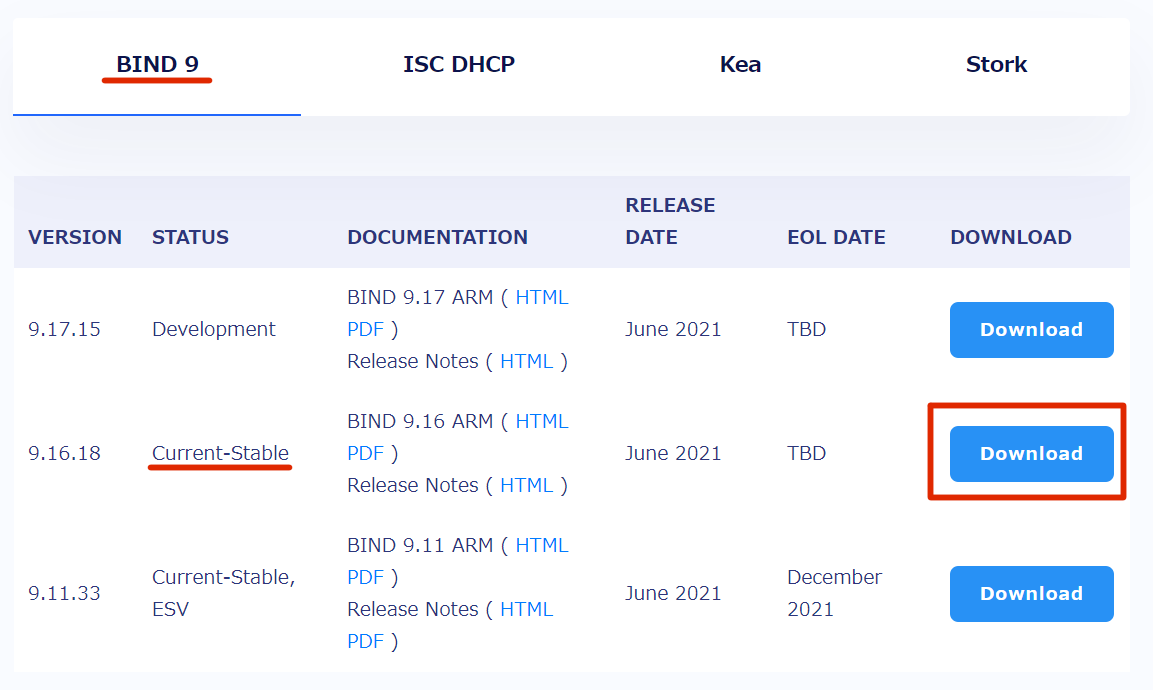 BIND 9 ISC DHCP Kea Stork
RELEASE
VERSION STATUS DOCUMENTATION DATE EOL DATE DOWNLOAD
BIND 9.17 ARM ( HTML
9.17.15 Development PDF ) June 2021 TBD Download
Release Notes ( HTML )
BIND 9.16 ARM ( HTML
9.16.18 Current-Stable PDF ) June 2021 TBD Download
Release Notes ( HTML )
BIND 9.11 ARM ( HTML
Current-Stable, PDF ) December
9.11.33 June 2021 Download
ESV Release Notes ( HTML 2021
PDF )